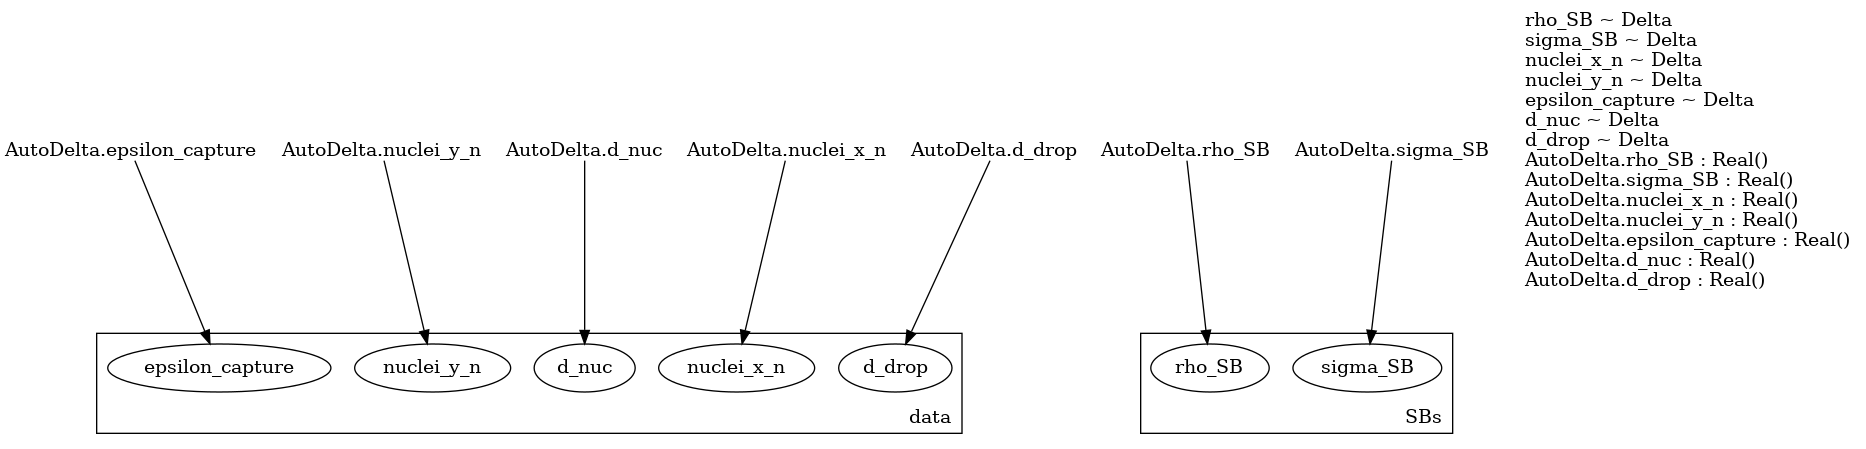 rho_SB ~ Delta
sigma_SB ~ Delta
nuclei_x_n ~ Delta
nuclei_y_n ~ Delta
epsilon_capture ~ Delta
d_nuc ~ Delta
d_drop ~ Delta
AutoDelta.rho_SB : Real()
AutoDelta.sigma_SB : Real()
AutoDelta.nuclei_x_n : Real()
AutoDelta.nuclei_y_n : Real()
AutoDelta.epsilon_capture : Real()
AutoDelta.d_nuc : Real()
AutoDelta.d_drop : Real()
AutoDelta.epsilon_capture
AutoDelta.nuclei_y_n
AutoDelta.d_nuc
AutoDelta.nuclei_x_n
AutoDelta.d_drop
AutoDelta.rho_SB
AutoDelta.sigma_SB
epsilon_capture
nuclei_y_n
d_nuc
nuclei_x_n
d_drop
data
rho_SB
sigma_SB
SBs